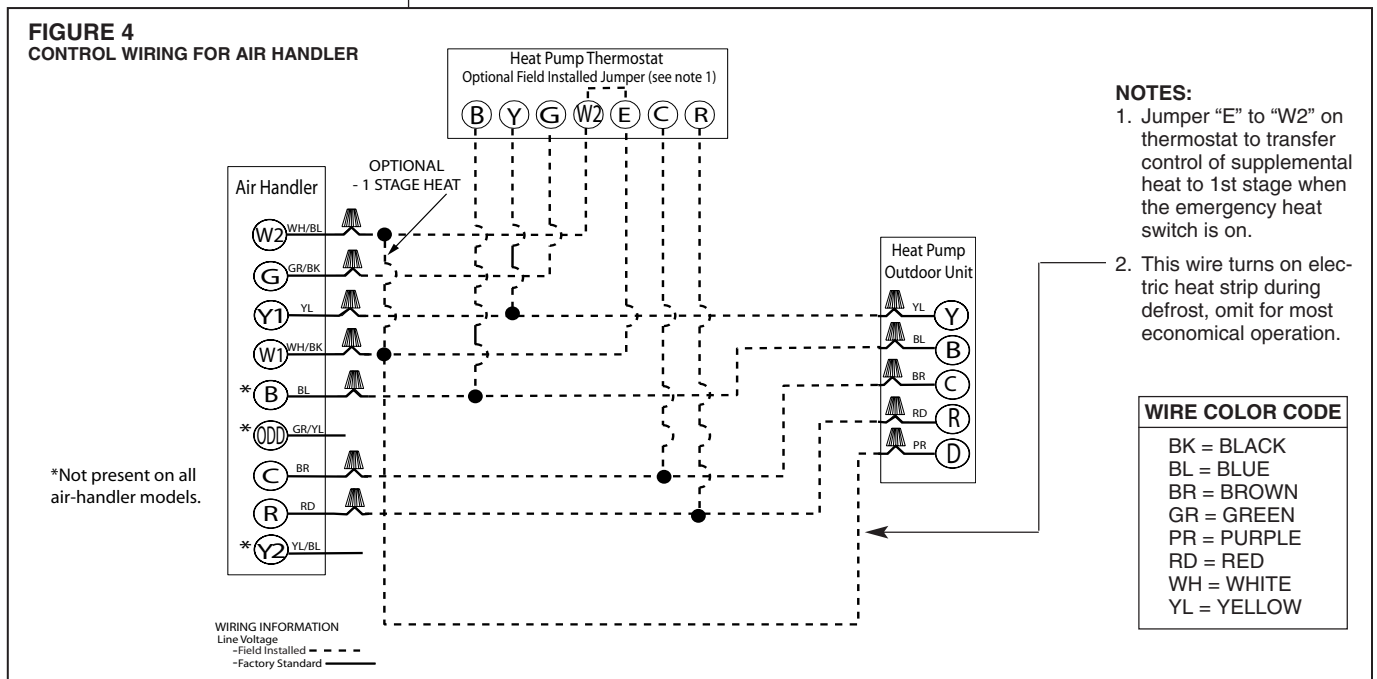 FIGURE 4
CONTROL WIRING FOR AIR HANDLER
Heat Pump Thermostat
Optional Field Installed Jumper (see note 1)
B Y G W2 E C R
OPTIONAL
- 1 STAGE HEAT
Air Handler
W2 WH/BL
G GR/BK
Y1 YL
W1 WH/BK
* B BL
* ODD GR/YL
C BR
R RD
* Y2 YL/BL
*Not present on all
air-handler models.
WIRING INFORMATION
Line Voltage
-Field Installed
-Factory Standard
Heat Pump
Outdoor Unit
YL Y
BL B
BR C
RD R
PR D
NOTES:
1. Jumper “E” to “W2” on
thermostat to transfer
control of supplemental
heat to 1st stage when
the emergency heat
switch is on.
2. This wire turns on elec-
tric heat strip during
defrost, omit for most
economical operation.
WIRE COLOR CODE
BK = BLACK
BL = BLUE
BR = BROWN
GR = GREEN
PR = PURPLE
RD = RED
WH = WHITE
YL = YELLOW